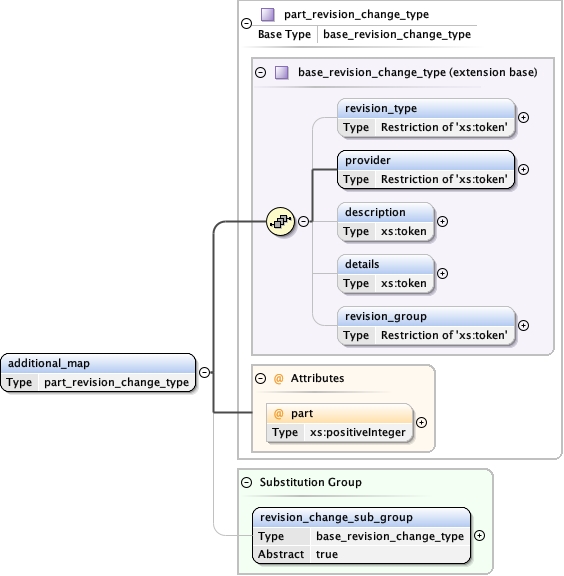 part_revision_change_type
Base Type base_revision_change_type
base_revision_change_type (extension base)
revision_type
Type Restriction of 'xs:token'
provider
Type Restriction of 'xs:token'
description
Type xs:token
details
Type xs:token
revision_group
Type Restriction of 'xs:token'
additional_map
Type part_revision_change_type
@ Attributes
@ part
Type xs:positiveInteger
Substitution Group
revision_change_sub_group
Type base_revision_change_type
Abstract true